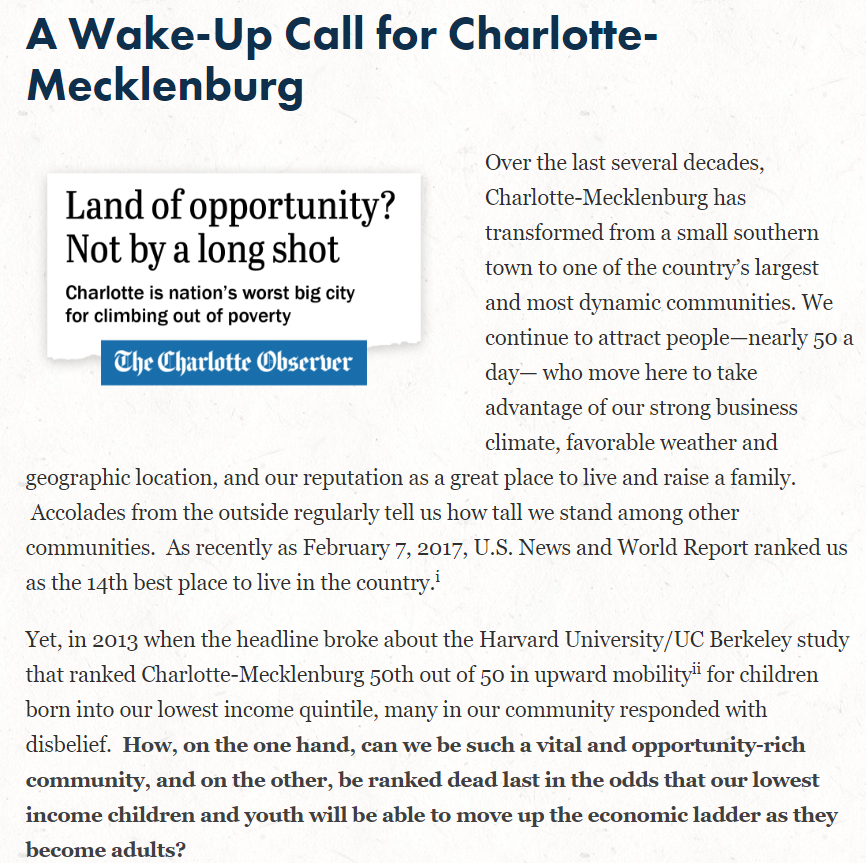 A Wake-Up Call for Charlotte-
Mecklenburg
Land of opportunity?
Not by a long shot
Charlotte is nation's worst big city
for climbing out of poverty
The Charlotte Observer
Over the last several decades,
Charlotte-Mecklenburg has
transformed from a small southern
town to one of the country's largest
and most dynamic communities. We
continue to attract people—nearly 50 a
day— who move here to take
advantage of our strong business
climate, favorable weather and
geographic location, and our reputation as a great place to live and raise a family.
Accolades from the outside regularly tell us how tall we stand among other
communities.  As recently as February 7, 2017, U.S. News and World Report ranked us
as the 14th best place to live in the country.i
Yet, in 2013 when the headline broke about the Harvard University/UC Berkeley study
that ranked Charlotte-Mecklenburg 50th out of 50 in upward mobilityii for children
born into our lowest income quintile, many in our community responded with
disbelief.  How, on the one hand, can we be such a vital and opportunity-rich
community, and on the other, be ranked dead last in the odds that our lowest
income children and youth will be able to move up the economic ladder as they
become adults?